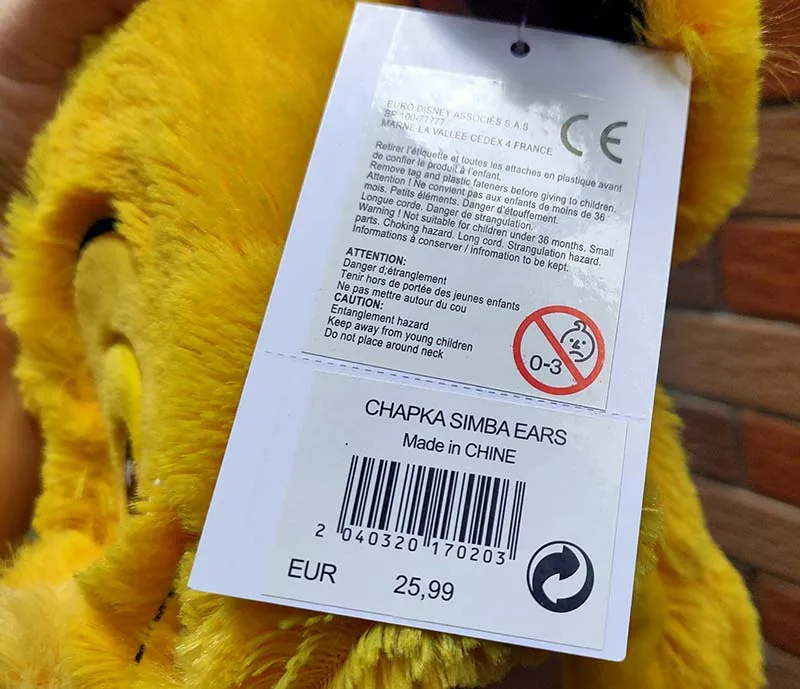 EURO DISNEY ASSOCIÉS S.A.S
BP 100-77777
MARNE LA VALLEE CEDEX 4 FRANCE
CE
Retirer l'étiquette et toutes les attaches en plastique avant
de confier le produit à l'enfant.
Remove tag and plastic fateners before giving to children.
Attention ! Ne convient pas aux enfants de moins de 36
mois. Petits éléments. Danger d'étouffement.
Longue corde. Danger de strangulation.
Warning ! Not suitable for children under 36 months. Small
parts. Choking hazard. Long cord. Strangulation hazard.
Informations à conserver / infromation to be kept.
ATTENTION:
Danger d;étranglement
Tenir hors de portée des jeunes enfants
Ne pas mettre autour du cou
CAUTION:
Entanglement hazard
Keep away from young children
Do not place around neck
0-3
CHAPKA SIMBA EARS
Made in CHINE
2 040320 170203
EUR 25,99